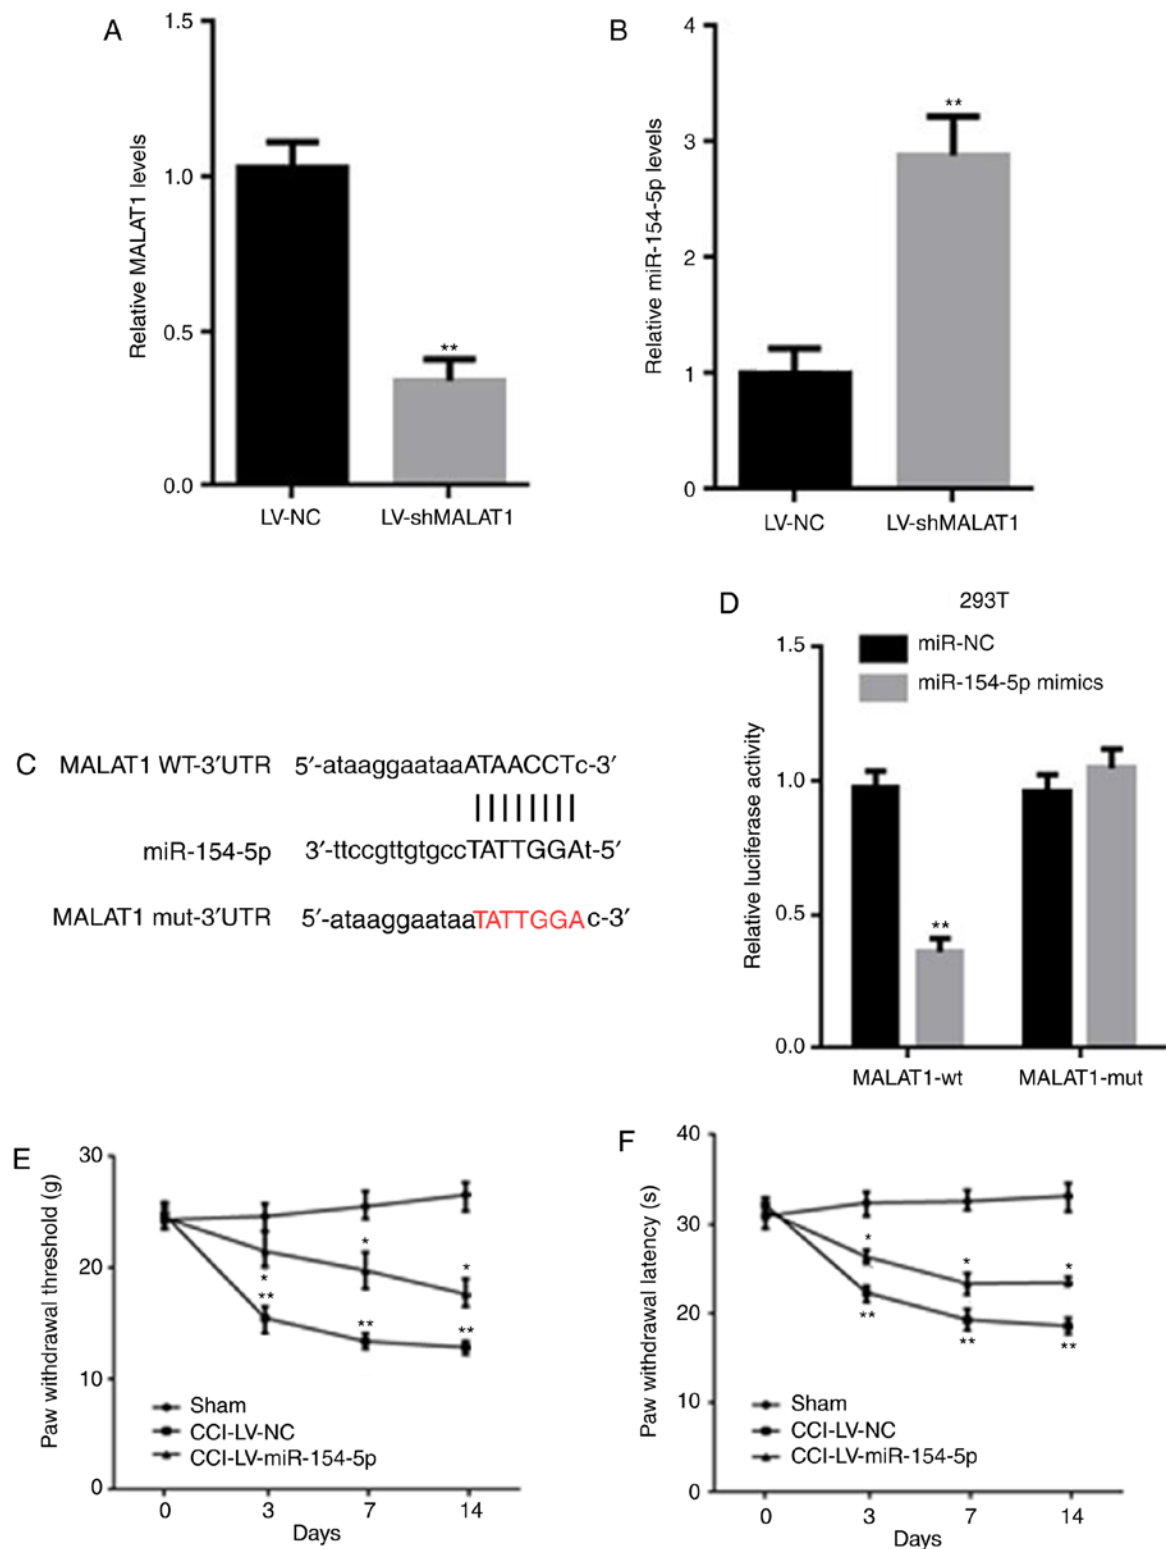 A
1.5
1.0
0.5
0.0
Relative MALAT1 levels
**
LV-NC
LV-shMALAT1
B
4
3
2
1
0
Relative miR-154-5p levels
**
LV-NC
LV-shMALAT1
C
MALAT1 WT-3′UTR 5′-ataaggaataaATAACCTc-3′
miR-154-5p 3′-ttccgttgtgccTATTGGAt-5′
MALAT1 mut-3′UTR 5′-ataaggaataaTATTGGAc-3′
D
293T
miR-NC
miR-154-5p mimics
1.5
1.0
0.5
0.0
Relative luciferase activity
**
MALAT1-wt
MALAT1-mut
E
30
20
10
0
Paw withdrawal threshold (g)
*
*
*
**
**
**
Sham
CCI-LV-NC
CCI-LV-miR-154-5p
0 3 7 14
Days
F
40
30
20
10
0
Paw withdrawal latency (s)
*
*
*
**
**
**
Sham
CCI-LV-NC
CCI-LV-miR-154-5p
0 3 7 14
Days